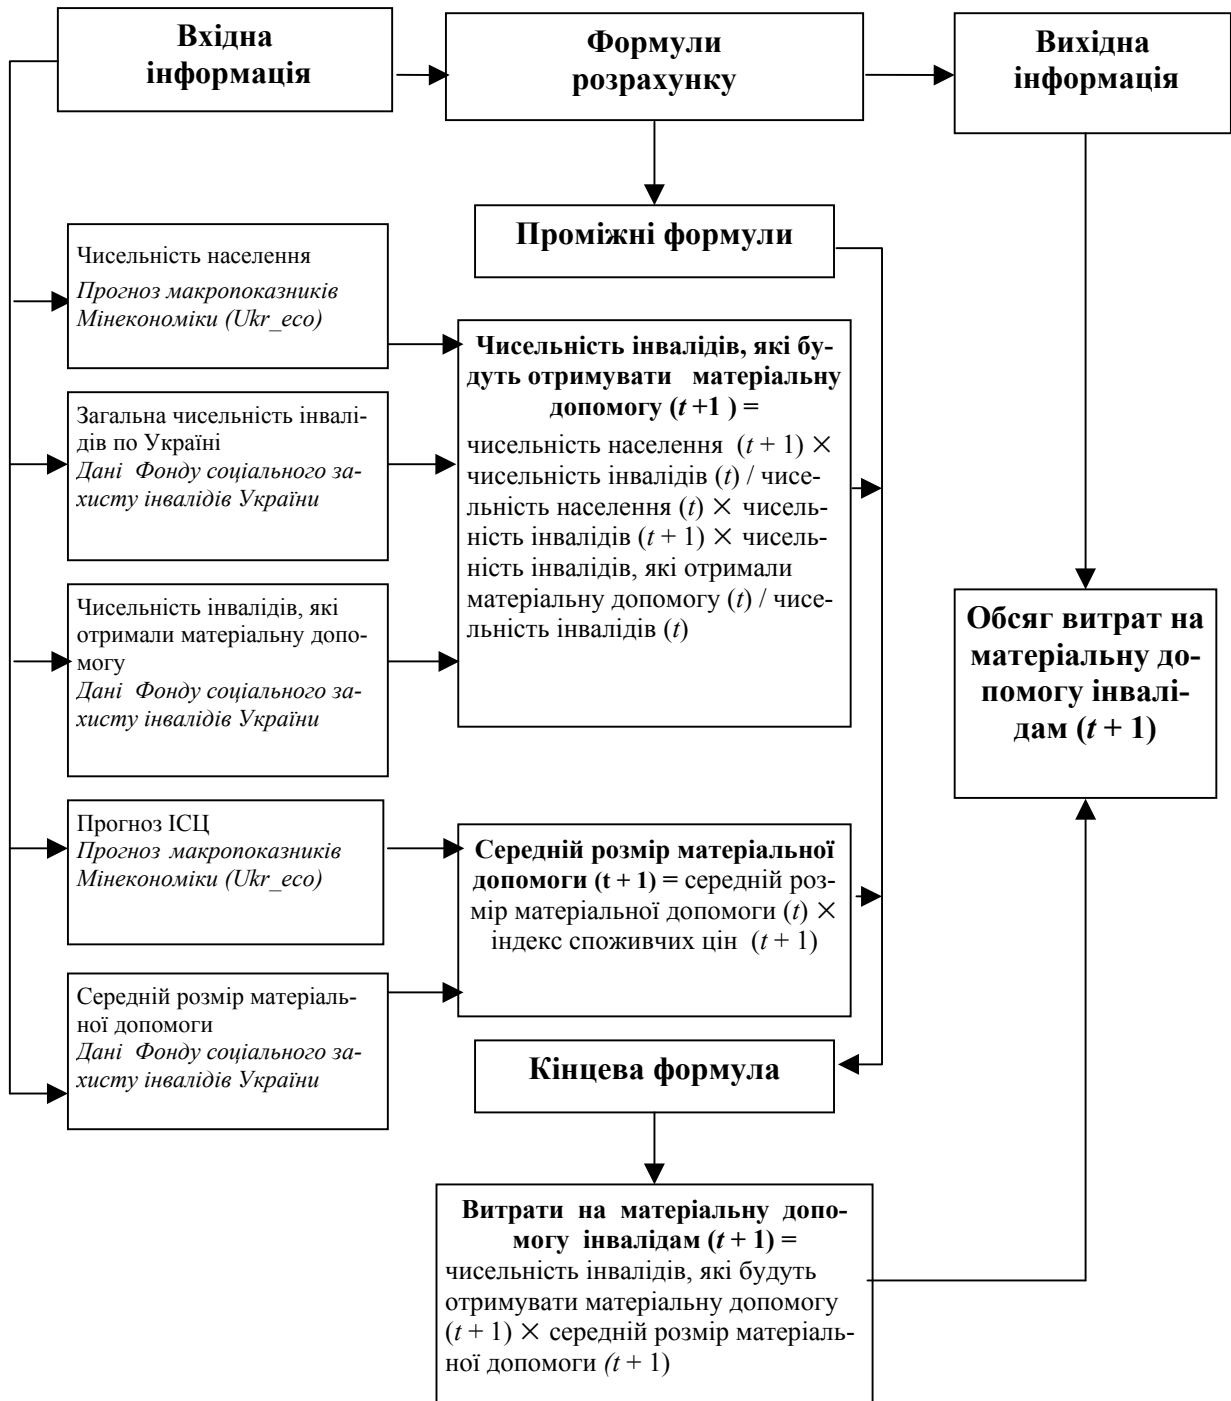 Вхідна
інформація
Формули
розрахунку
Вихідна
інформація
Проміжні формули
Чисельність населення
Прогноз макропоказників
Мінекономіки (Ukr_eco)
Загальна чисельність інвалі-
дів по Україні
Дані Фонду соціального за-
хисту інвалідів України
Чисельність інвалідів, які
отримали матеріальну допо-
могу
Дані Фонду соціального за-
хисту інвалідів України
Прогноз ІСЦ
Прогноз макропоказників
Мінекономіки (Ukr_eco)
Середній розмір матеріаль-
ної допомоги
Дані Фонду соціального за-
хисту інвалідів України
Чисельність інвалідів, які бу-
дуть отримувати матеріальну
допомогу (t +1 ) =
чисельність населення (t + 1) ×
чисельність інвалідів (t) / чисе-
льність населення (t) × чисель-
ність інвалідів (t + 1) × чисель-
ність інвалідів, які отримали
матеріальну допомогу (t) / чисе-
льність інвалідів (t)
Середній розмір матеріальної
допомоги (t + 1) = середній роз-
мір матеріальної допомоги (t) ×
індекс споживчих цін (t + 1)
Кінцева формула
Витрати на матеріальну допо-
могу інвалідам (t + 1) =
чисельність інвалідів, які будуть
отримувати матеріальну допомогу
(t + 1) × середній розмір матеріаль-
ної допомоги (t + 1)
Обсяг витрат на
матеріальну до-
помогу інвалі-
дам (t + 1)